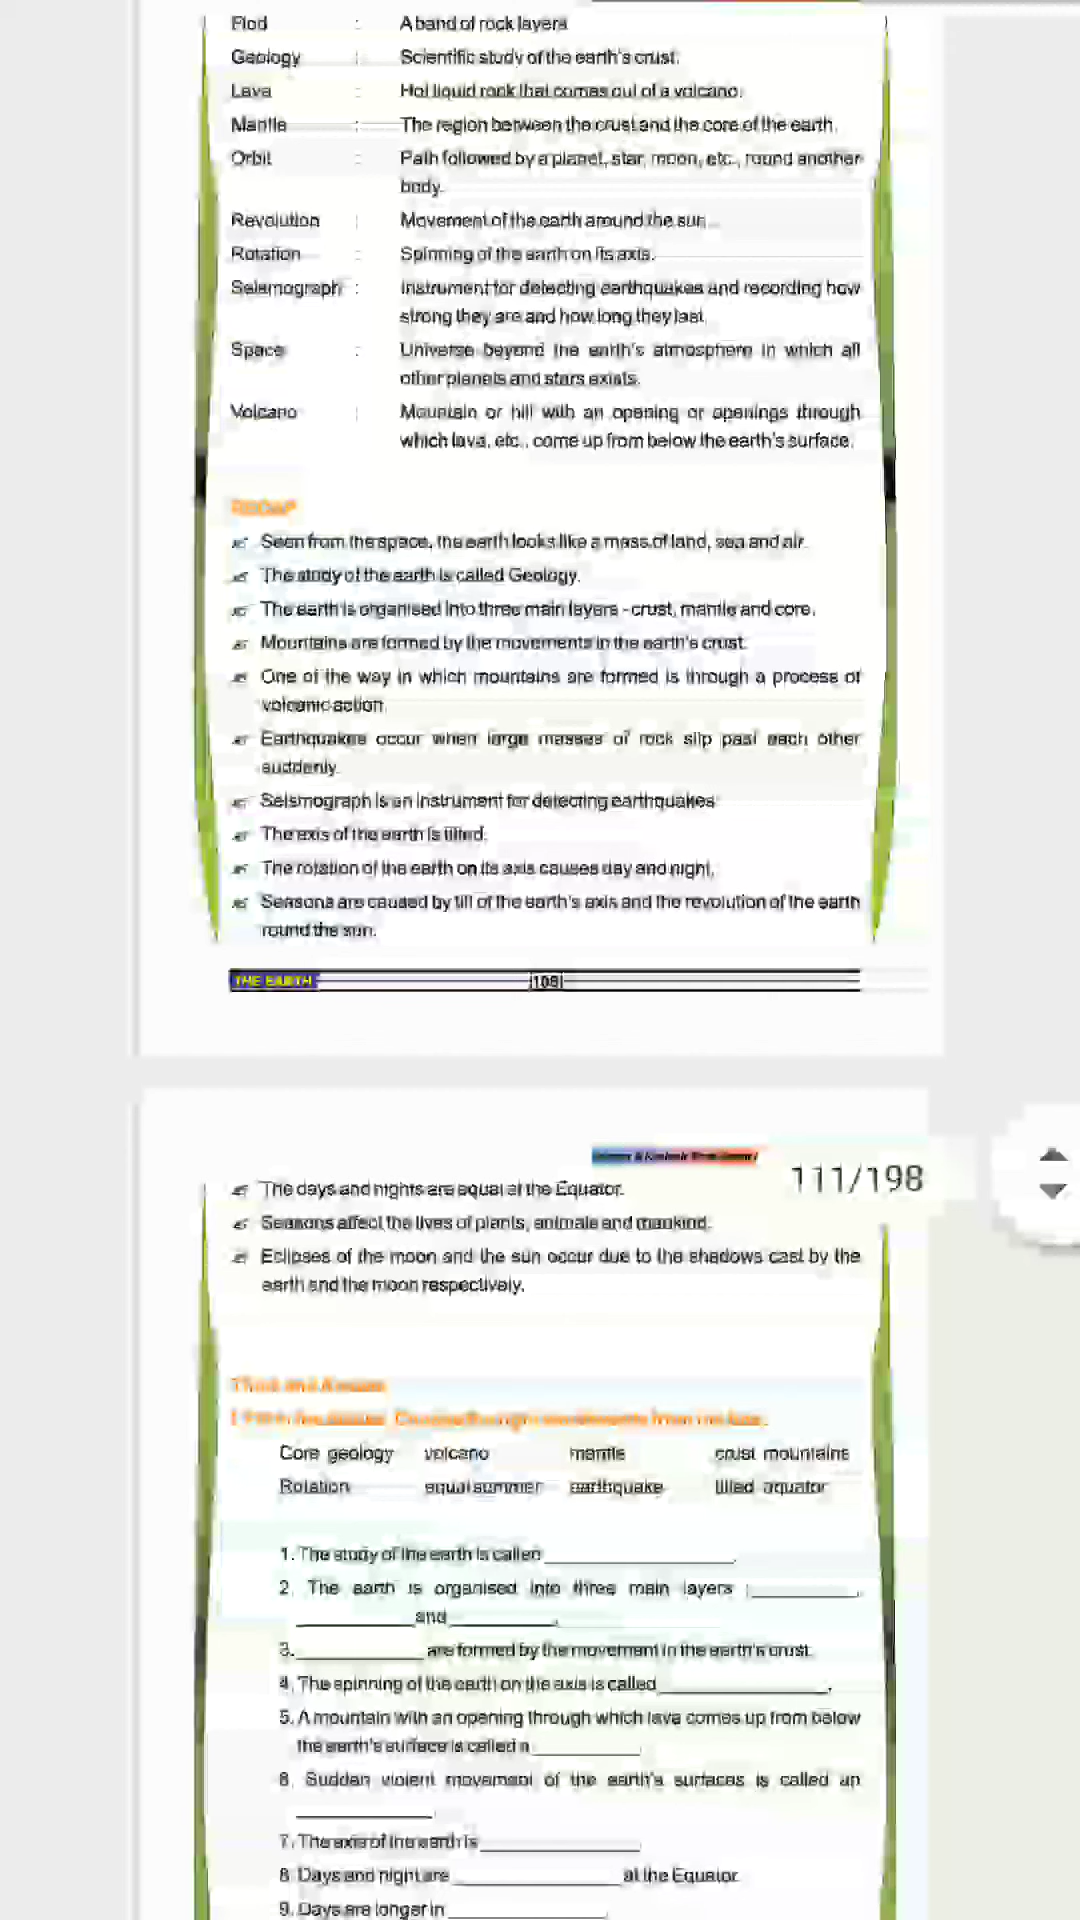 Flod : A band of rock layers
Geology : Scientific study of the earth's crust.
Lava : Hot liquid rock that comes out of a volcano.
Mantle : The region between the crust and the core of the earth.
Orbit : Path followed by a planet, star, moon, etc., round another
body.
Revolution : Movement of the earth around the sun.
Rotation : Spinning of the earth on its axis.
Seismograph : Instrument for detecting earthquakes and recording how
strong they are and how long they last.
Space : Universe beyond the earth's atmosphere in which all
other planets and stars exists.
Volcano : Mountain or hill with an opening or openings through
which lava, etc., come up from below the earth's surface.
RECAP
Seen from the space, the earth looks like a mass of land, sea and air.
The study of the earth is called Geology.
The earth is organised into three main layers - crust, mantle and core.
Mountains are formed by the movements in the earth's crust.
One of the way in which mountains are formed is through a process of
volcanic action.
Earthquakes occur when large masses of rock slip past each other
suddenly.
Seismograph is an instrument for detecting earthquakes
The axis of the earth is tilted.
The rotation of the earth on its axis causes day and night.
Seasons are caused by tilt of the earth's axis and the revolution of the earth
round the sun.
THE EARTH |108|
111/198
The days and nights are equal at the Equator.
Seasons affect the lives of plants, animals and mankind.
Eclipses of the moon and the sun occur due to the shadows cast by the
earth and the moon respectively.
Think and Answer
Core geology volcano mantle crust mountains
Rotation equal summer earthquake tilted equator
1. The study of the earth is called ____________.
2. The earth is organised into three main layers : ________,
________ and ________.
3. ________ are formed by the movement in the earth's crust.
4. The spinning of the earth on the axis is called ____________.
5. A mountain with an opening through which lava comes up from below
the earth's surface is called a ________.
6. Sudden violent movement of the earth's surfaces is called an
________.
7. The axis of the earth is ____________.
8. Days and night are ____________ at the Equator.
9. Days are longer in ____________.